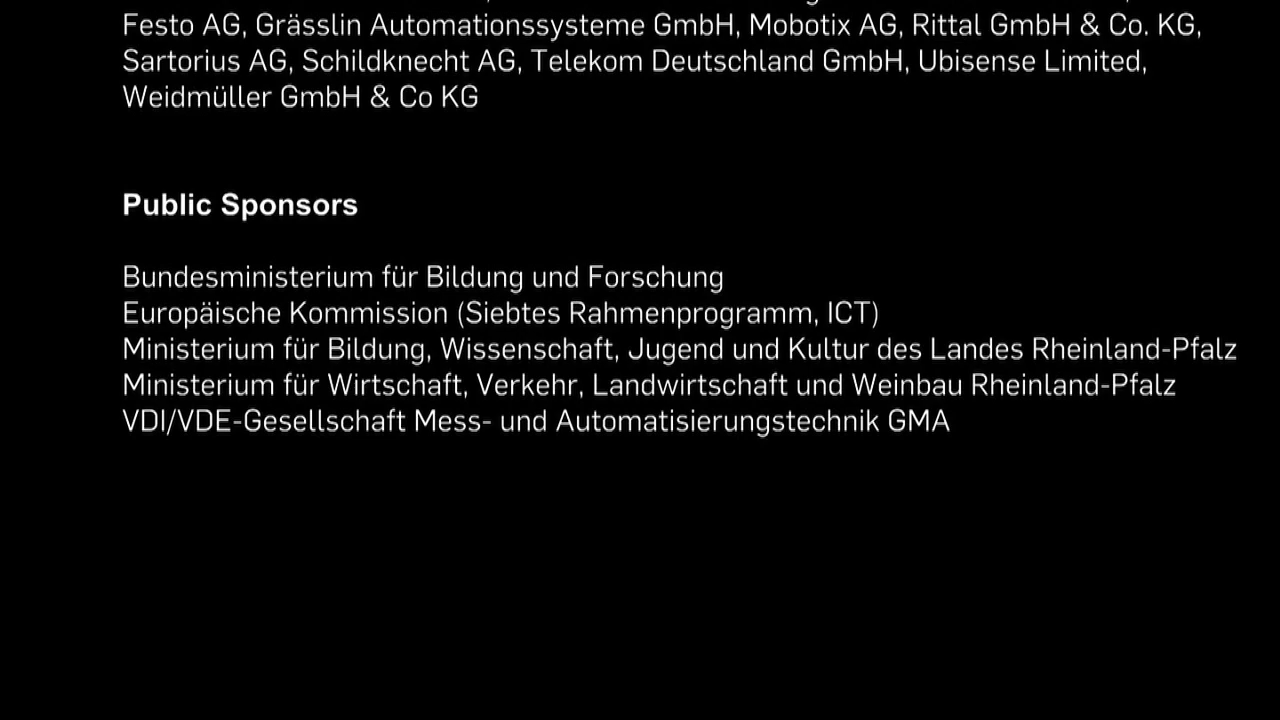 Festo AG, Grässlin Automationssysteme GmbH, Mobotix AG, Rittal GmbH & Co. KG,
Sartorius AG, Schildknecht AG, Telekom Deutschland GmbH, Ubisense Limited,
Weidmüller GmbH & Co KG
Public Sponsors
Bundesministerium für Bildung und Forschung
Europäische Kommission (Siebtes Rahmenprogramm, ICT)
Ministerium für Bildung, Wissenschaft, Jugend und Kultur des Landes Rheinland-Pfalz
Ministerium für Wirtschaft, Verkehr, Landwirtschaft und Weinbau Rheinland-Pfalz
VDI/VDE-Gesellschaft Mess- und Automatisierungstechnik GMA